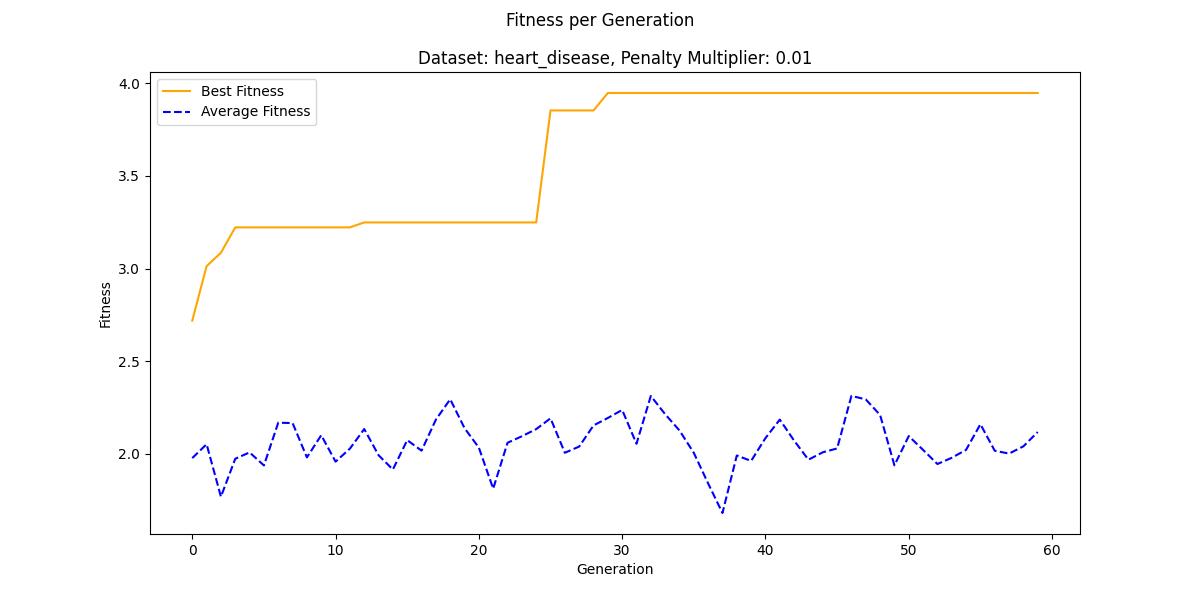 Fitness per Generation
Dataset: heart_disease, Penalty Multiplier: 0.01
Best Fitness
Average Fitness
4.0
3.5
3.0
2.5
2.0
Fitness
0 10 20 30 40 50 60
Generation